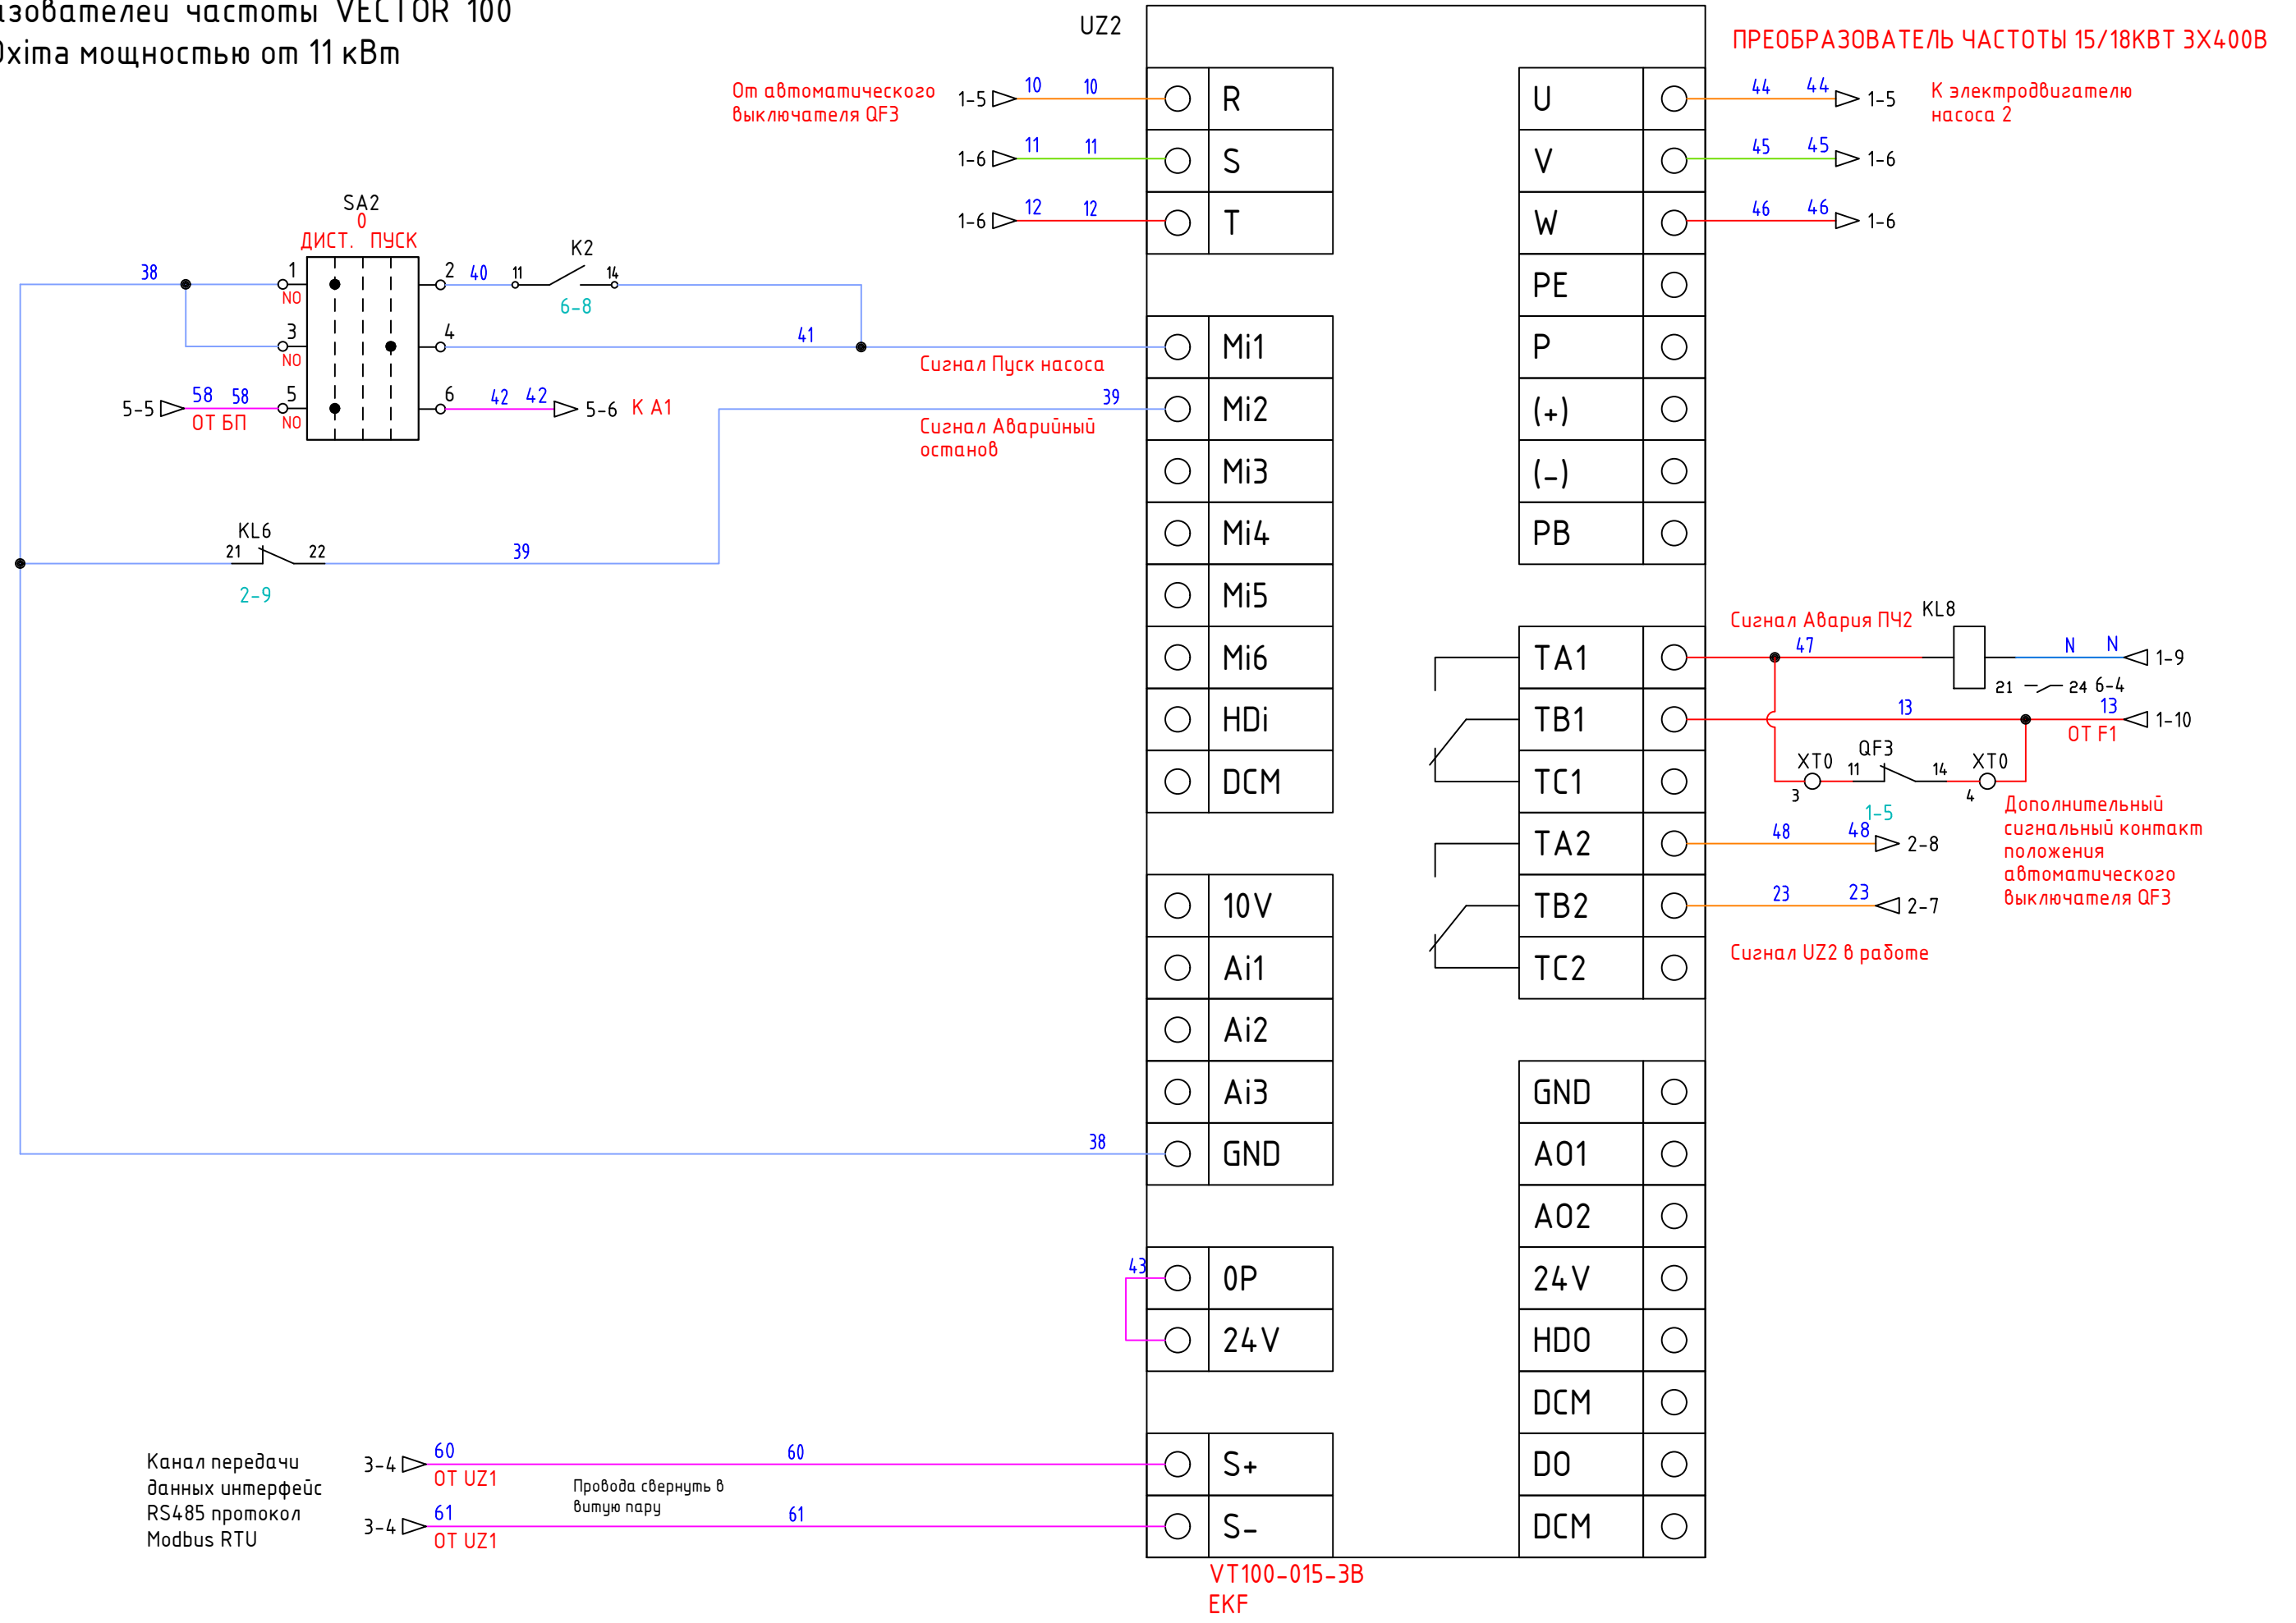 VECTOR 100
мощностью от 11 кВт
UZ2
ПРЕОБРАЗОВАТЕЛЬ ЧАСТОТЫ 15/18КВТ 3Х400В
От автоматического
выключателя QF3
1-5 10 10 R
1-6 11 11 S
1-6 12 12 T
U 44 44 1-5
V 45 45 1-6
W 46 46 1-6
К электродвигателю
насоса 2
PE
P
(+)
(-)
PB
SA2
0
ДИСТ. ПУСК
38 1 NO 2 40
K2
11 14
6-8
3 NO 4 41
Сигнал Пуск насоса
Mi1
5-5 58 58 5 NO 6 42 42 5-6 К А1
ОТ БП
39 Mi2
Сигнал Аварийный
останов
Mi3
Mi4
Mi5
Mi6
HDi
DCM
KL6
21 22 39
2-9
Сигнал Авария ПЧ2
KL8
TA1 47 N N 1-9
21 24 6-4
TB1 13 13 1-10
ОТ F1
TC1
XT0 QF3 XT0
3 11 14 4
1-5
Дополнительный
сигнальный контакт
положения
автоматического
выключателя QF3
TA2 48 48 2-8
TB2 23 23 2-7
TC2
Сигнал UZ2 в работе
10V
Ai1
Ai2
Ai3
38 GND
GND
AO1
AO2
24V
HDO
DCM
DO
DCM
43 0P
24V
Канал передачи
данных интерфейс
RS485 протокол
Modbus RTU
3-4 60 60 S+
ОТ UZ1
Провода свернуть в
витую пару
3-4 61 61 S-
ОТ UZ1
VT100-015-3B
EKF